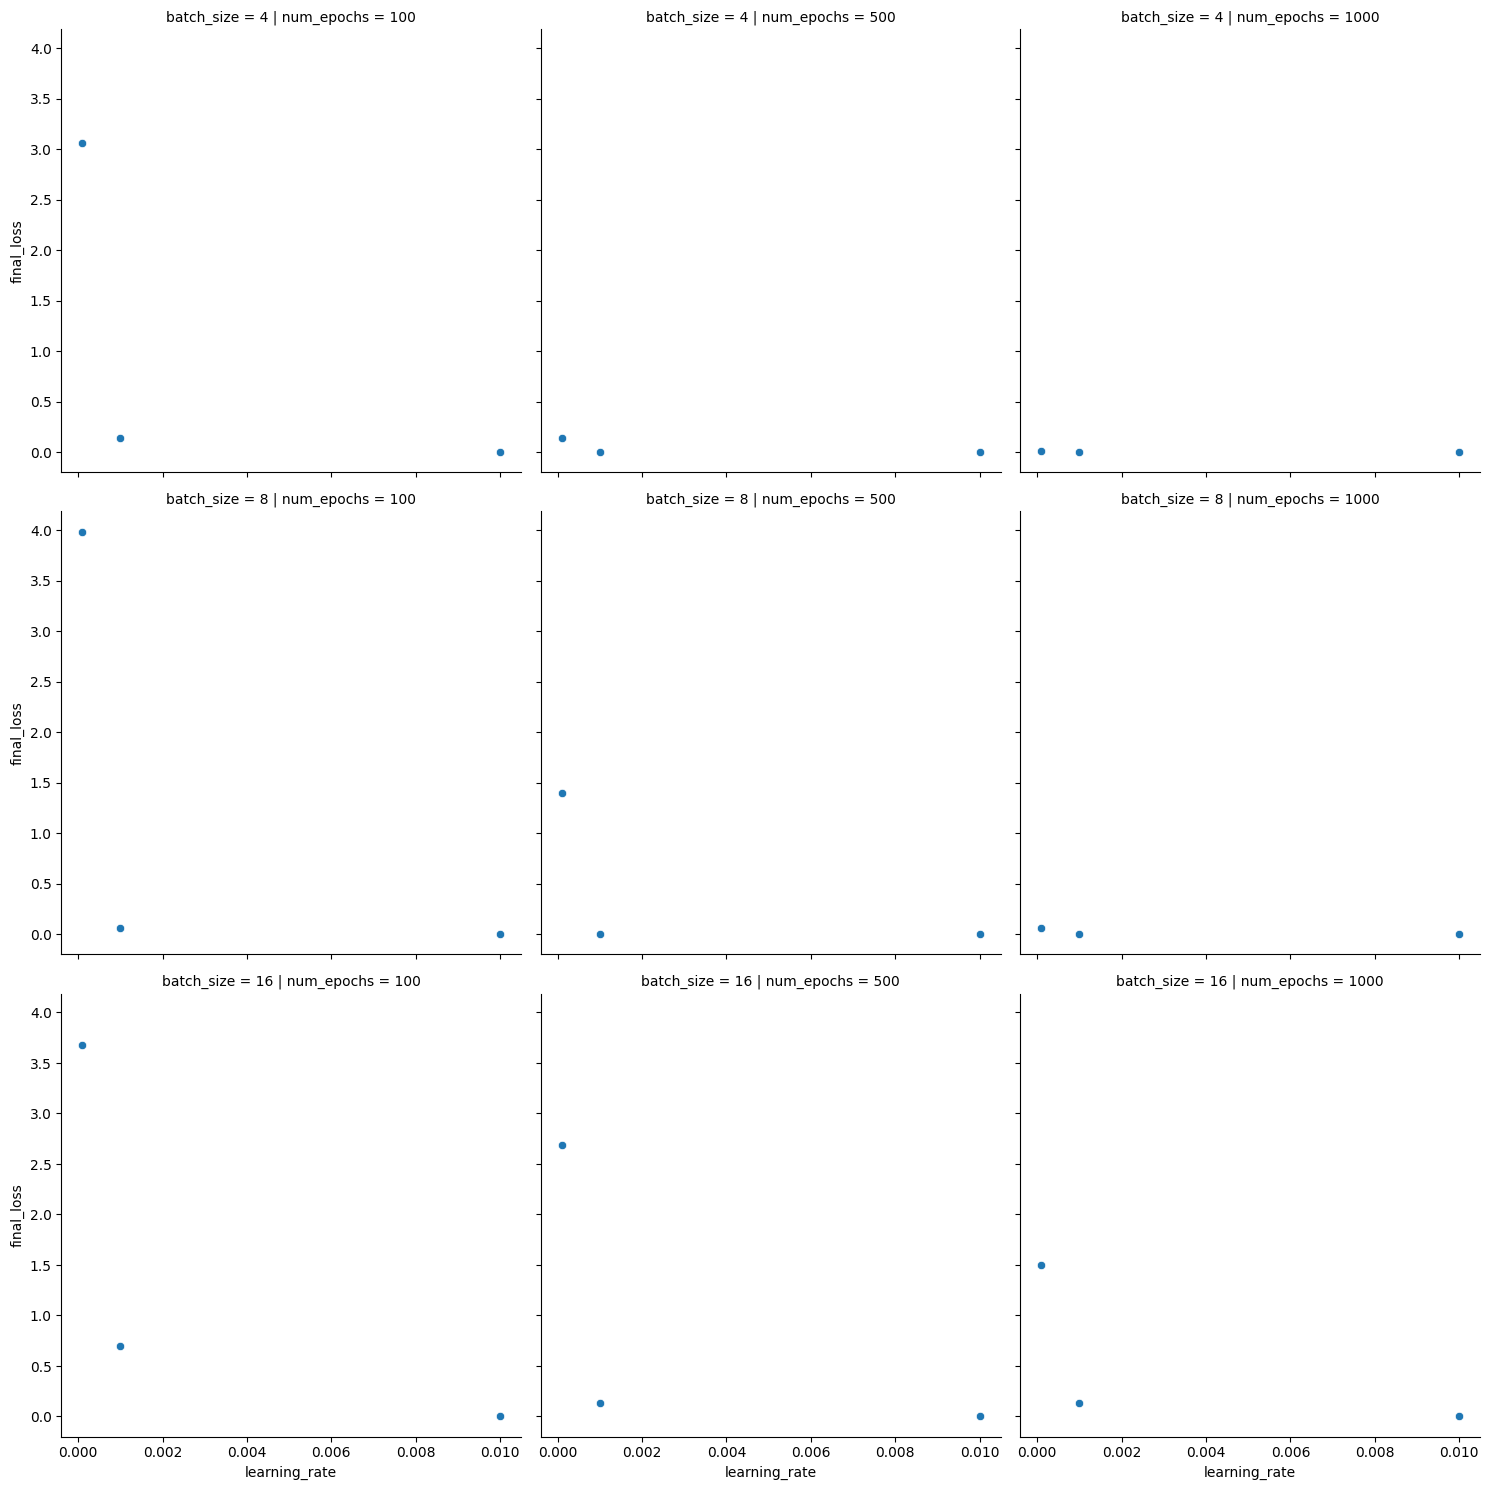 batch_size = 4 | num_epochs = 100
batch_size = 4 | num_epochs = 500
batch_size = 4 | num_epochs = 1000
4.0
3.5
3.0
2.5
2.0
1.5
1.0
0.5
0.0
final_loss
batch_size = 8 | num_epochs = 100
batch_size = 8 | num_epochs = 500
batch_size = 8 | num_epochs = 1000
4.0
3.5
3.0
2.5
2.0
1.5
1.0
0.5
0.0
final_loss
batch_size = 16 | num_epochs = 100
batch_size = 16 | num_epochs = 500
batch_size = 16 | num_epochs = 1000
4.0
3.5
3.0
2.5
2.0
1.5
1.0
0.5
0.0
final_loss
0.000 0.002 0.004 0.006 0.008 0.010
learning_rate
0.000 0.002 0.004 0.006 0.008 0.010
learning_rate
0.000 0.002 0.004 0.006 0.008 0.010
learning_rate